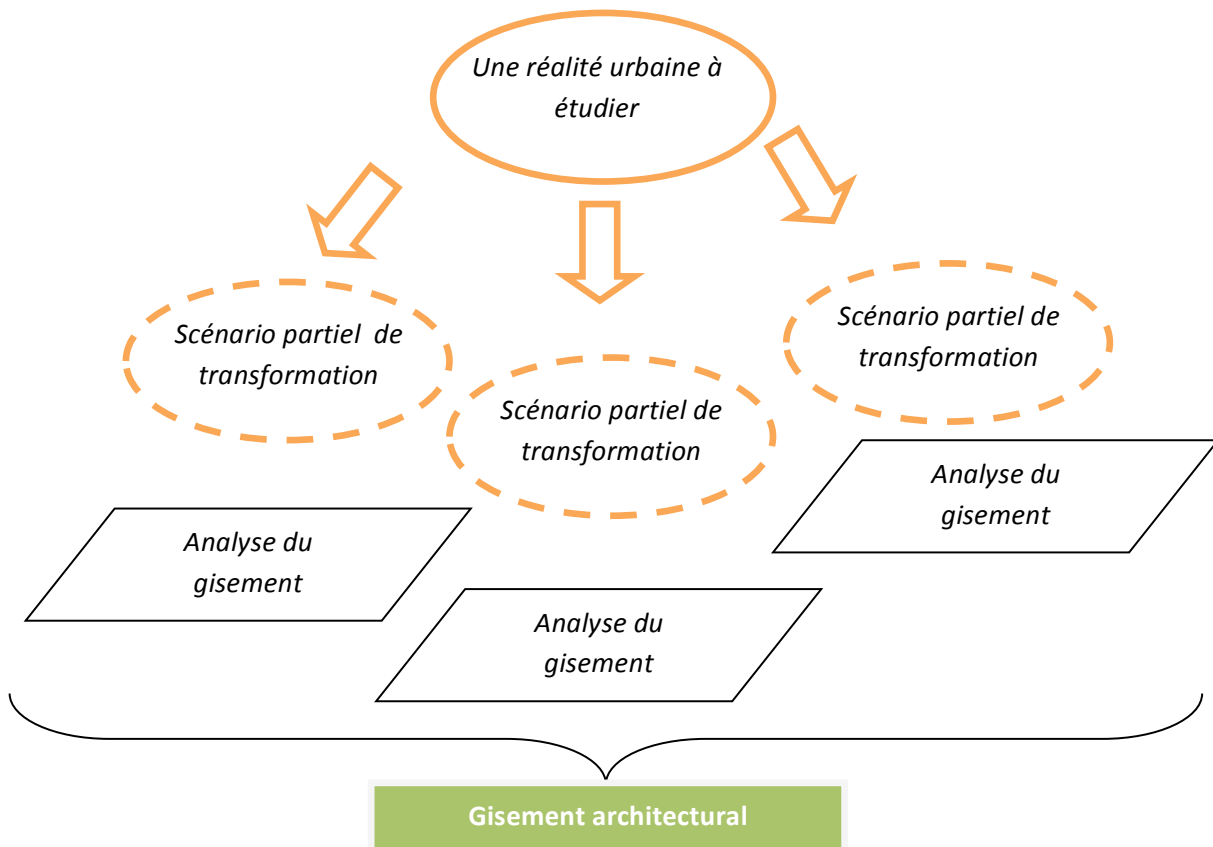 Une réalité urbaine à
étudier
Scénario partiel de
transformation
Scénario partiel de
transformation
Scénario partiel de
transformation
Analyse du
gisement
Analyse du
gisement
Analyse du
gisement
Gisement architectural